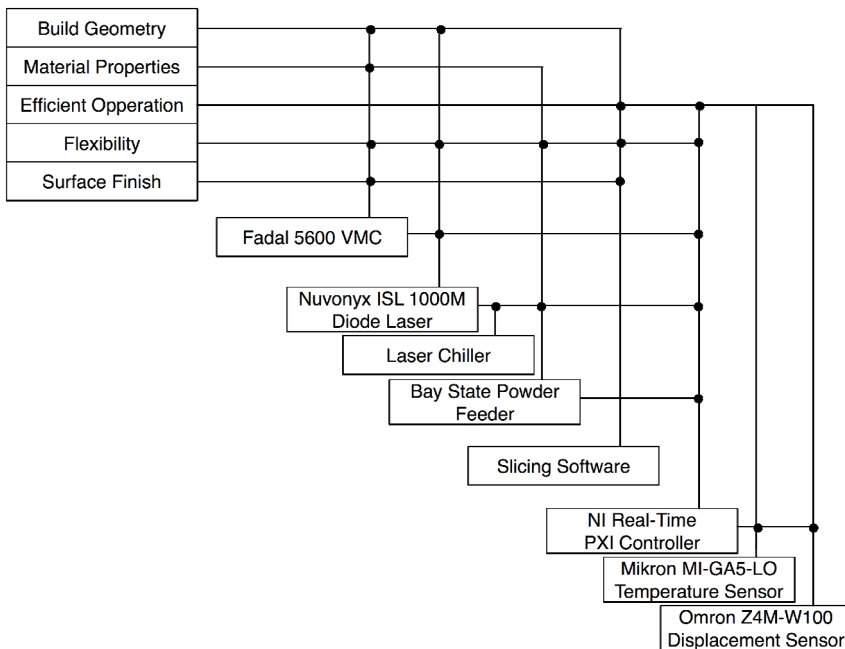 Build Geometry
Material Properties
Efficient Opperation
Flexibility
Surface Finish
Fadal 5600 VMC
Nuvonyx ISL 1000M
Diode Laser
Laser Chiller
Bay State Powder
Feeder
Slicing Software
NI Real-Time
PXI Controller
Mikron MI-GA5-LO
Temperature Sensor
Omron Z4M-W100
Displacement Sensor